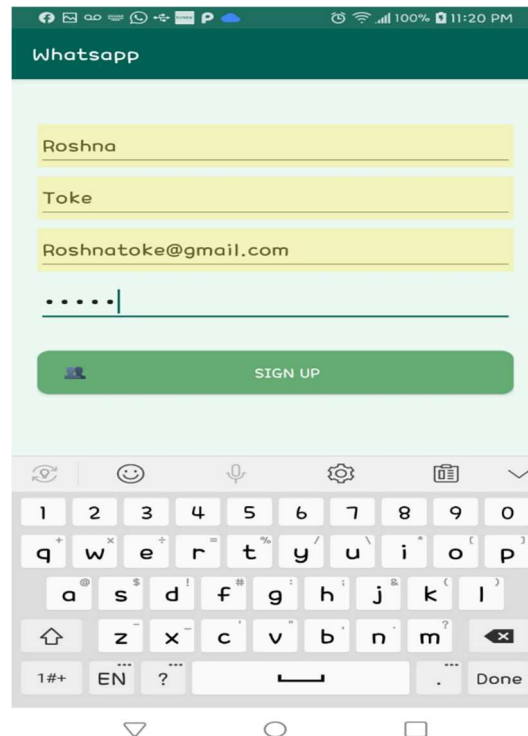 100% 11:20 PM
Whatsapp
Roshna
Toke
Roshnatoke@gmail.com
•••••
SIGN UP
1 2 3 4 5 6 7 8 9 0
+ × ÷ = % / \ * [ ]
q w e r t y u i o p
@ $ ! # : ; & ( )
a s d f g h j k l
z x c v b n m ?
1#+ EN ? . Done